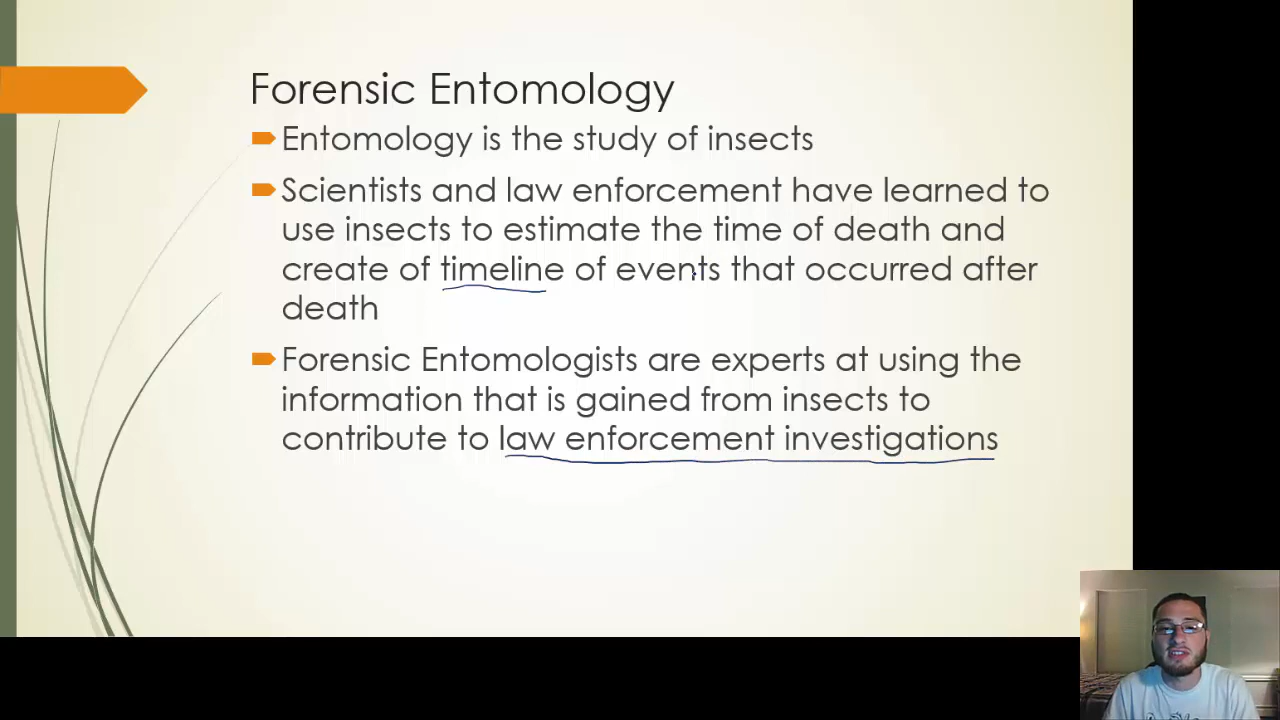 Forensic Entomology
Entomology is the study of insects
Scientists and law enforcement have learned to
use insects to estimate the time of death and
create of timeline of events that occurred after
death
Forensic Entomologists are experts at using the
information that is gained from insects to
contribute to law enforcement investigations